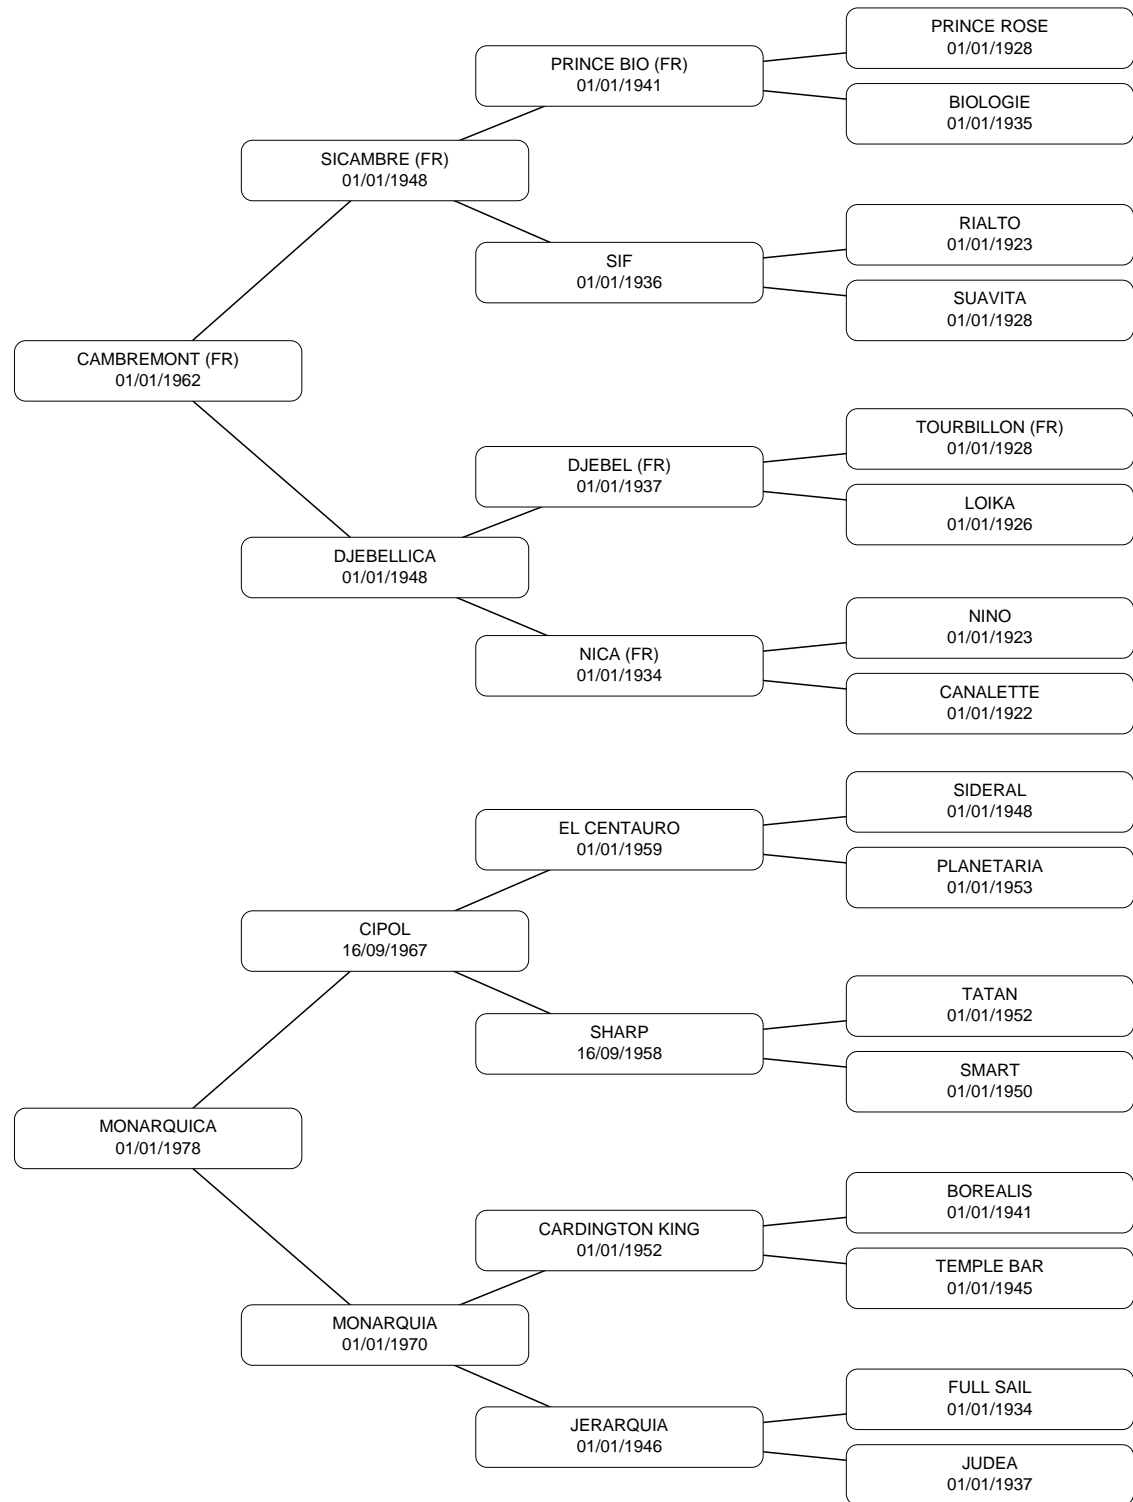 PRINCE ROSE
01/01/1928
PRINCE BIO (FR)
01/01/1941
BIOLOGIE
01/01/1935
SICAMBRE (FR)
01/01/1948
RIALTO
01/01/1923
SIF
01/01/1936
SUAVITA
01/01/1928
CAMBREMONT (FR)
01/01/1962
TOURBILLON (FR)
01/01/1928
DJEBEL (FR)
01/01/1937
LOIKA
01/01/1926
DJEBELLICA
01/01/1948
NINO
01/01/1923
NICA (FR)
01/01/1934
CANALETTE
01/01/1922
SIDERAL
01/01/1948
EL CENTAURO
01/01/1959
PLANETARIA
01/01/1953
CIPOL
16/09/1967
TATAN
01/01/1952
SHARP
16/09/1958
SMART
01/01/1950
MONARQUICA
01/01/1978
BOREALIS
01/01/1941
CARDINGTON KING
01/01/1952
TEMPLE BAR
01/01/1945
MONARQUIA
01/01/1970
FULL SAIL
01/01/1934
JERARQUIA
01/01/1946
JUDEA
01/01/1937